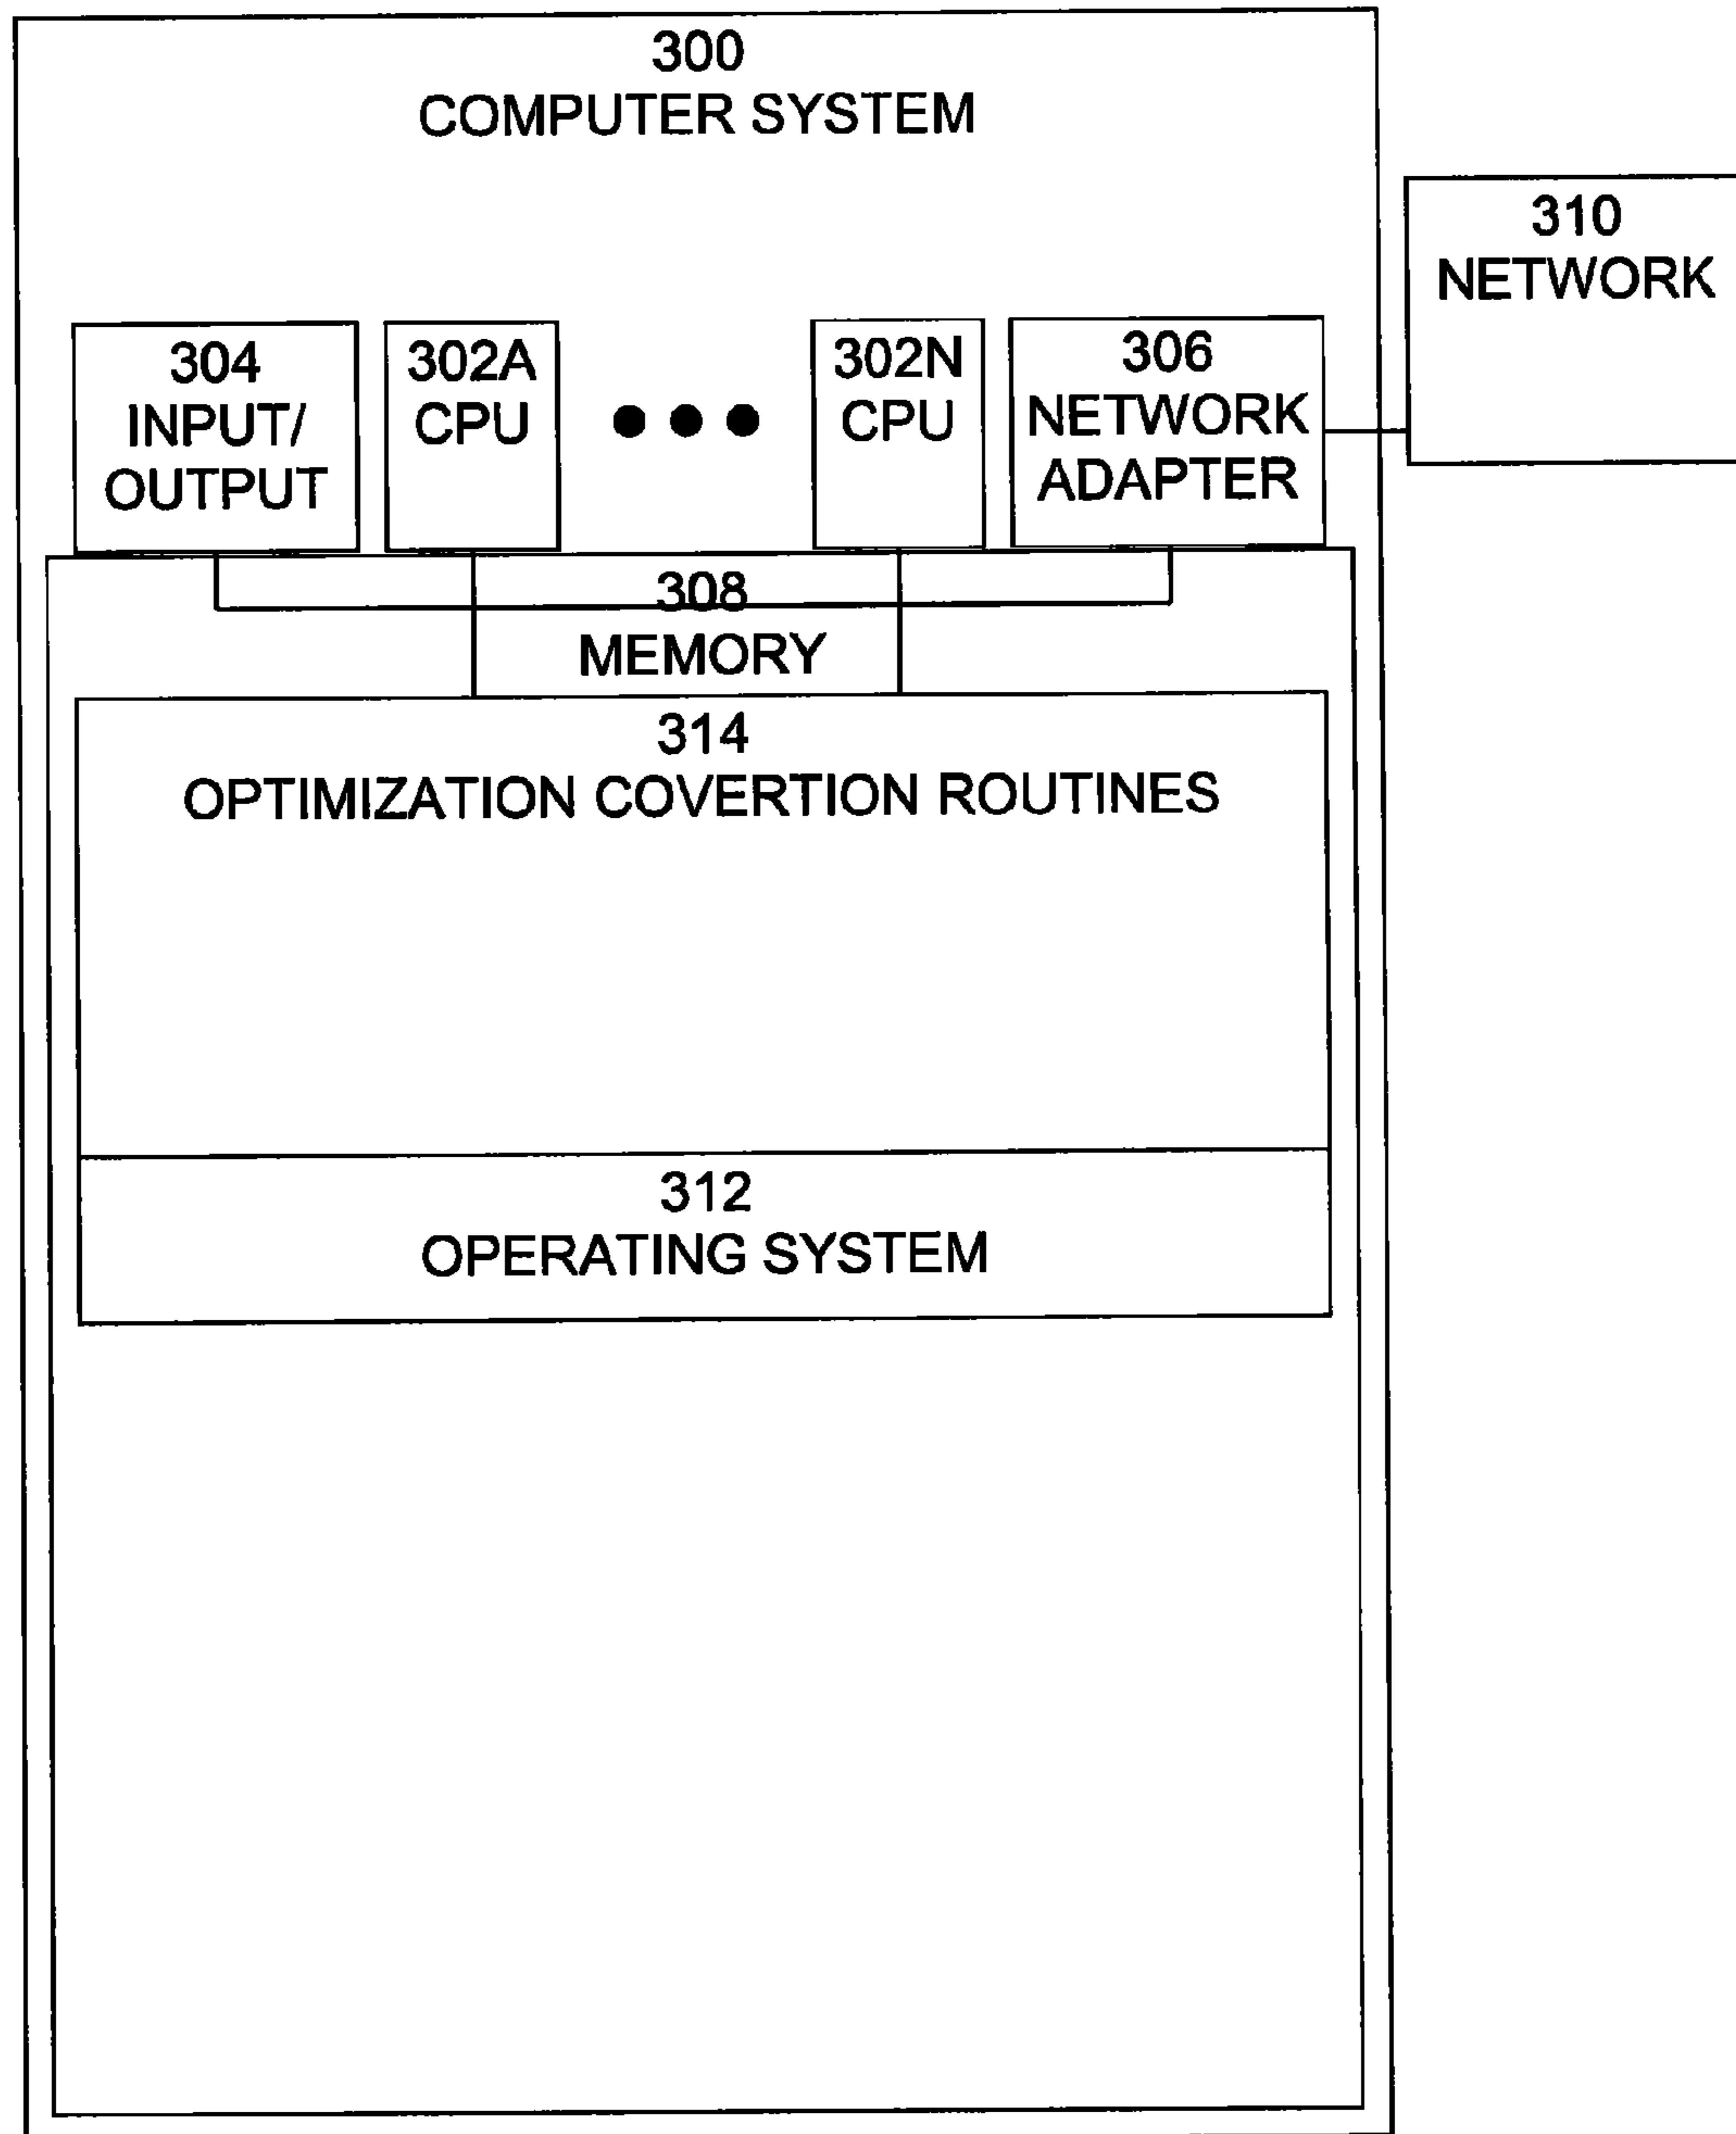 300
COMPUTER SYSTEM
310
NETWORK
304
INPUT/
OUTPUT
302A
CPU
302N
CPU
306
NETWORK
ADAPTER
308
MEMORY
314
OPTIMIZATION COVERTION ROUTINES
312
OPERATING SYSTEM